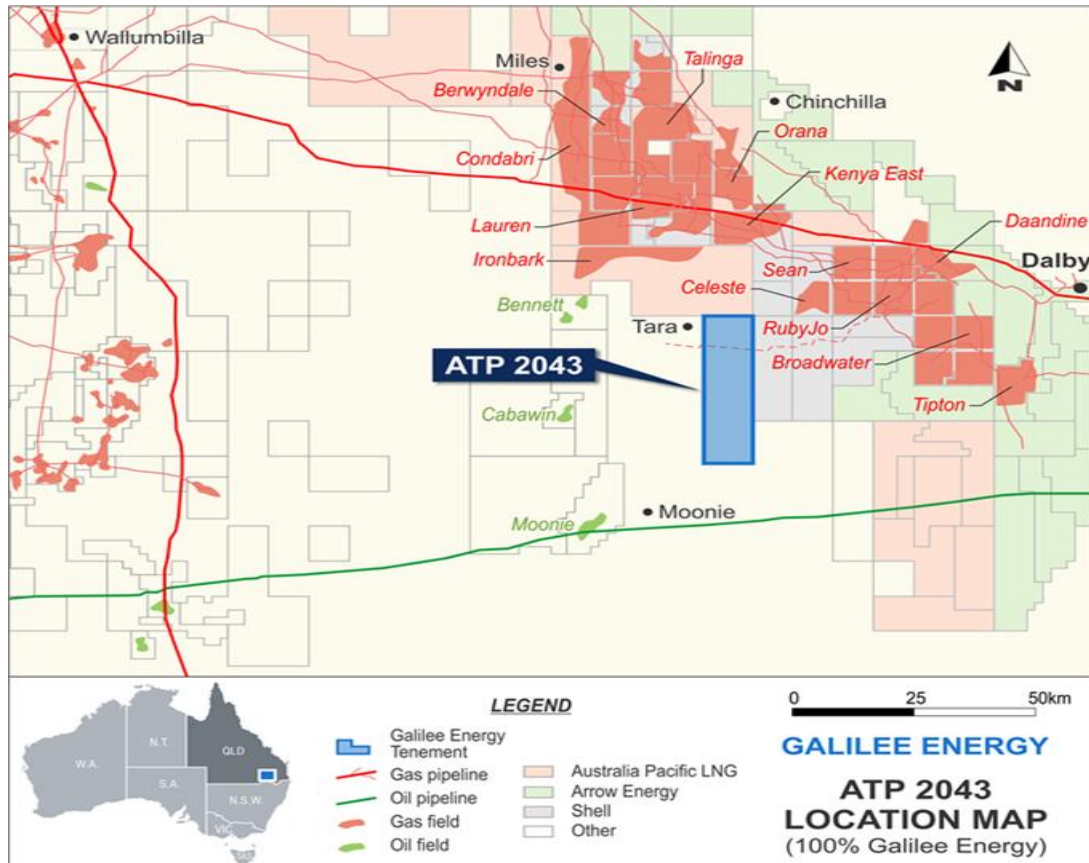 Wallumbilla
Miles
Talinga
Berwyndale
Chinchilla
N
Orana
Condabri
Kenya East
Lauren
Daandine
Ironbark
Sean
Dalby
Celeste
Bennett
Tara
RubyJo
ATP 2043
Broadwater
Cabawin
Tipton
Moonie
Moonie
LEGEND
Galilee Energy
Tenement
Gas pipeline
Oil pipeline
Gas field
Oil field
Australia Pacific LNG
Arrow Energy
Shell
Other
0 25 50km
GALILEE ENERGY
ATP 2043
LOCATION MAP
(100% Galilee Energy)
N.T.
QLD
W.A.
S.A.
N.S.W.
VIC